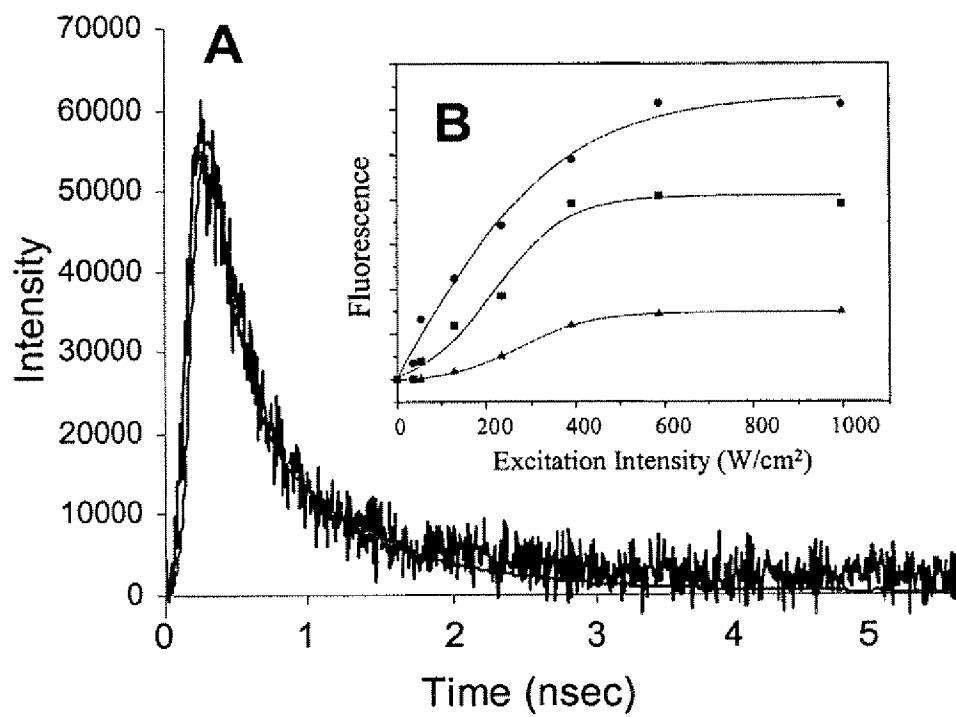 A
70000
60000
50000
40000
30000
20000
10000
0
Intensity
0 1 2 3 4 5
Time (nsec)
B
Fluorescence
0 200 400 600 800 1000
Excitation Intensity (W/cm²)